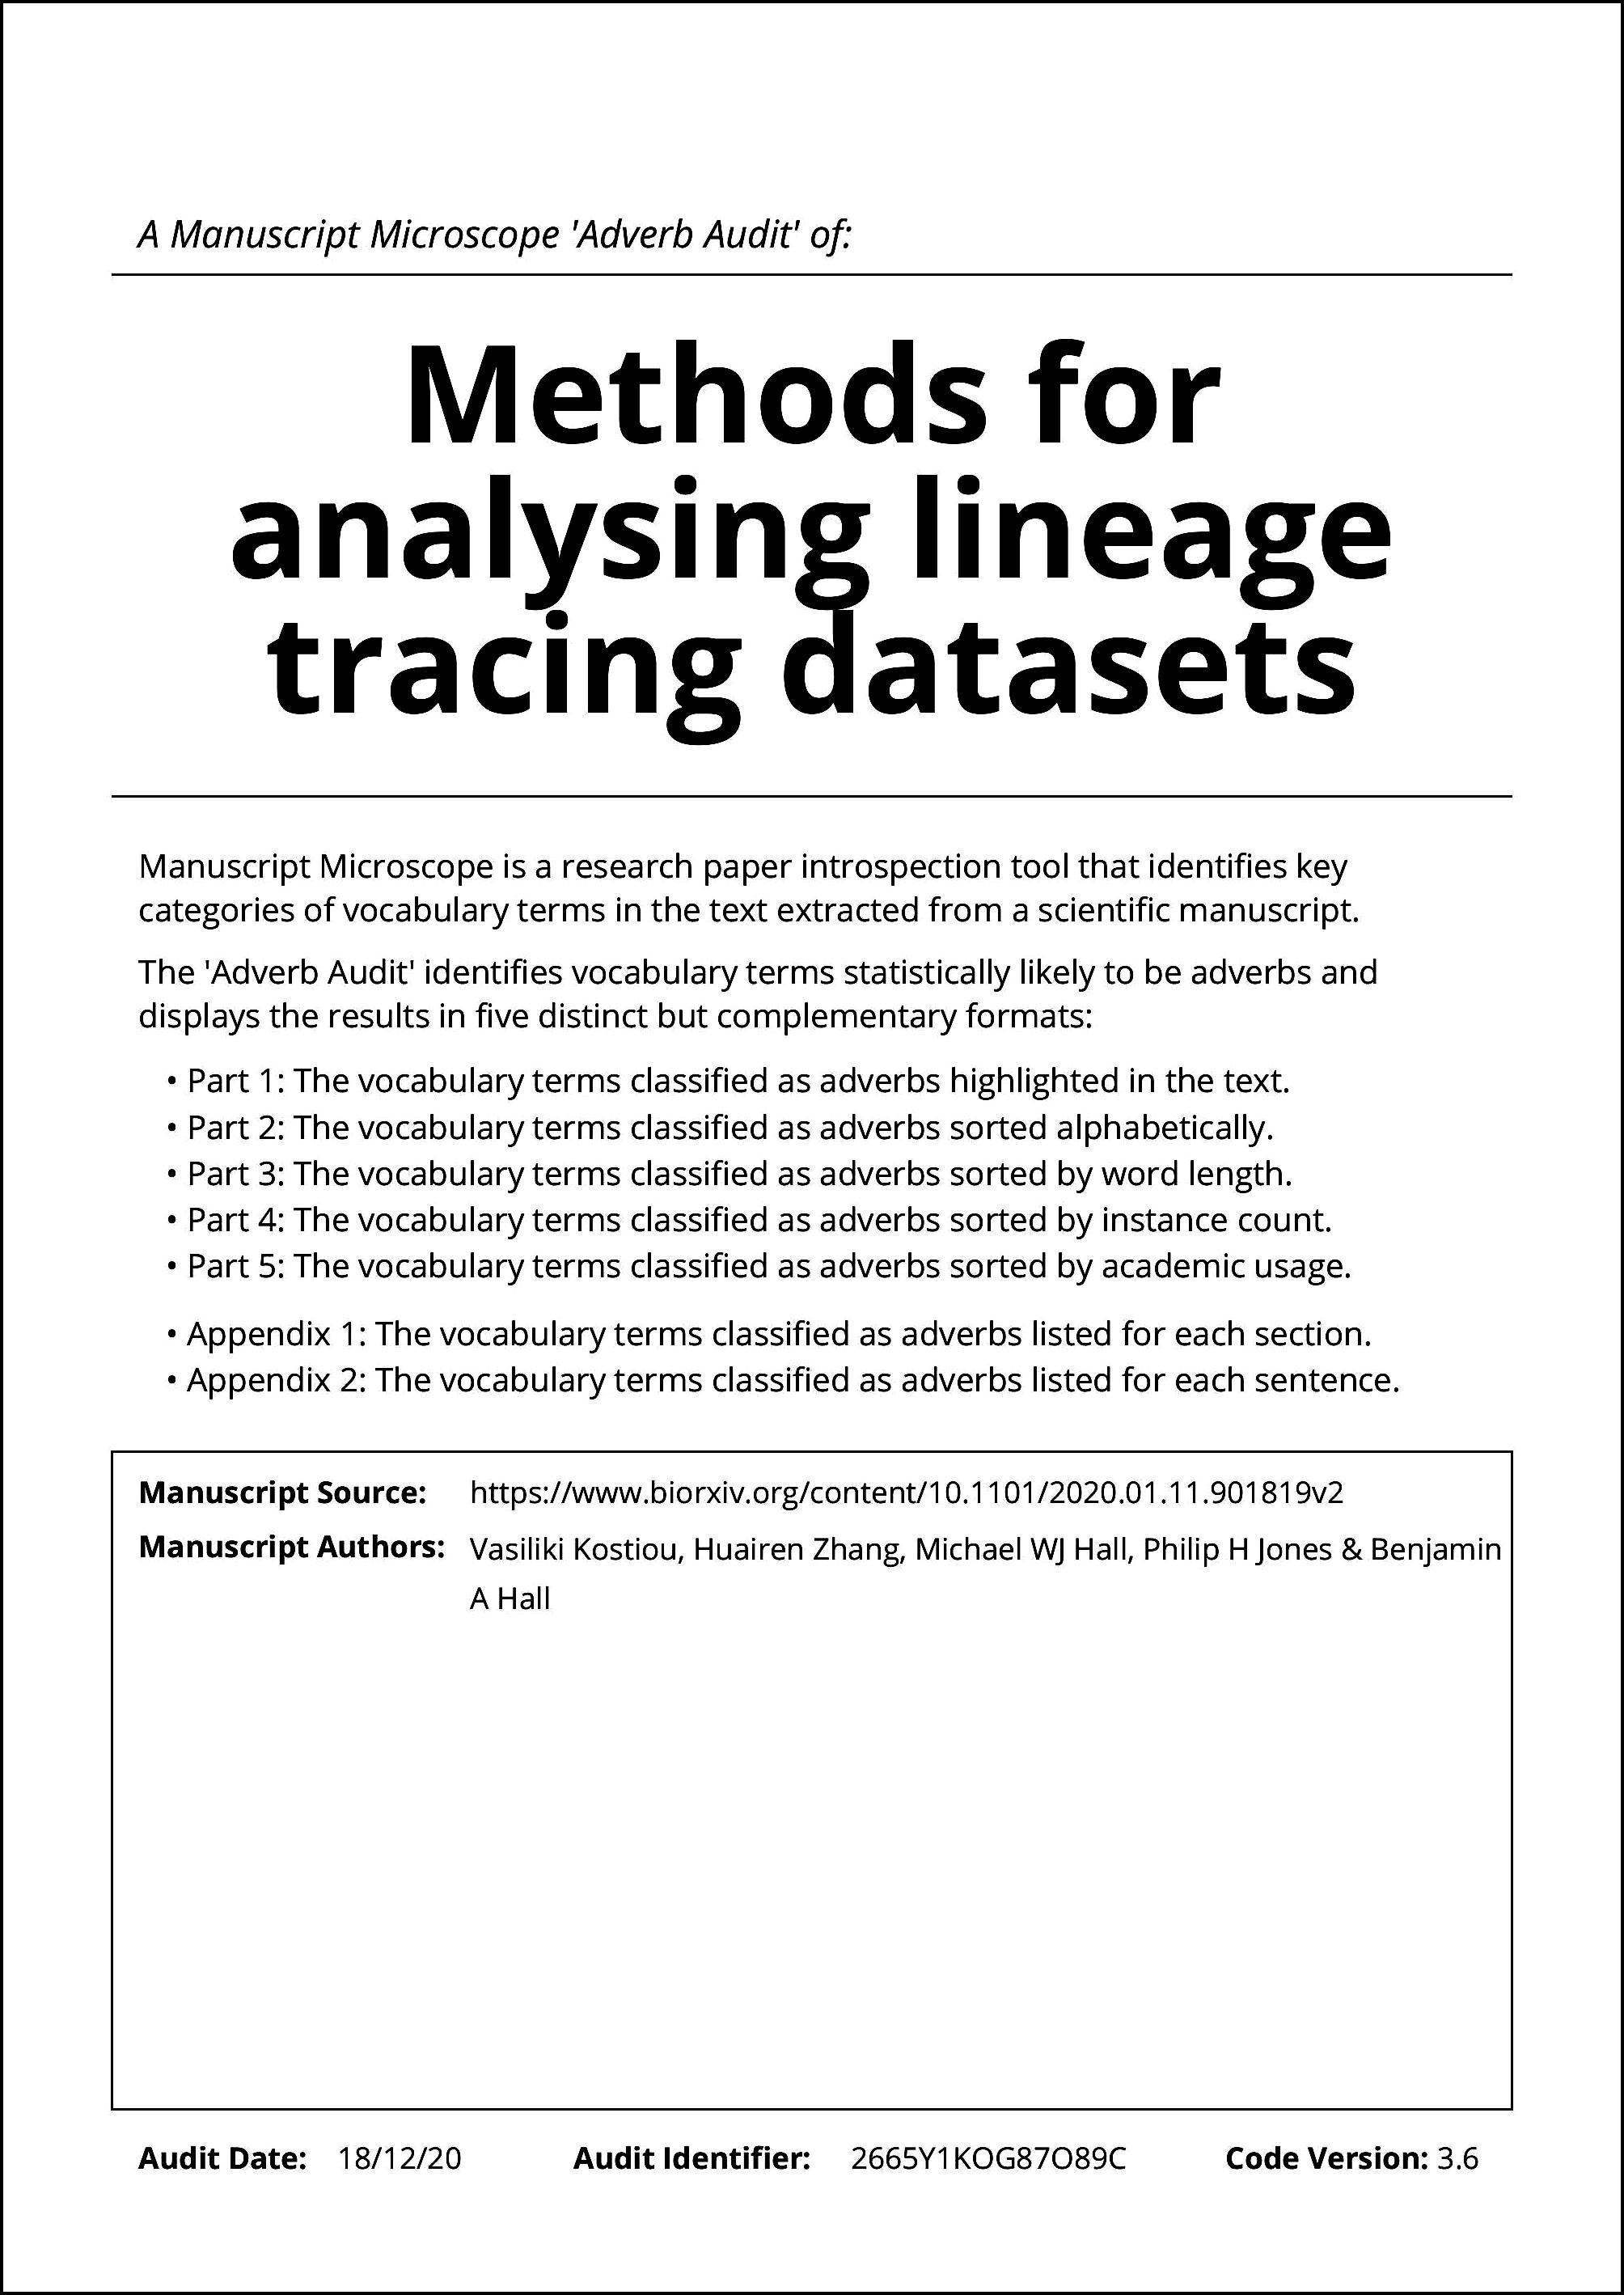 A Manuscript Microscope 'Adverb Audit' of:
Methods for
analysing lineage
tracing datasets
Manuscript Microscope is a research paper introspection tool that identifies key
categories of vocabulary terms in the text extracted from a scientific manuscript.
The 'Adverb Audit' identifies vocabulary terms statistically likely to be adverbs and
displays the results in five distinct but complementary formats:
• Part 1: The vocabulary terms classified as adverbs highlighted in the text.
• Part 2: The vocabulary terms classified as adverbs sorted alphabetically.
• Part 3: The vocabulary terms classified as adverbs sorted by word length.
• Part 4: The vocabulary terms classified as adverbs sorted by instance count.
• Part 5: The vocabulary terms classified as adverbs sorted by academic usage.
• Appendix 1: The vocabulary terms classified as adverbs listed for each section.
• Appendix 2: The vocabulary terms classified as adverbs listed for each sentence.
Manuscript Source: https://www.biorxiv.org/content/10.1101/2020.01.11.901819v2
Manuscript Authors: Vasiliki Kostiou, Huairen Zhang, Michael WJ Hall, Philip H Jones & Benjamin
A Hall
Audit Date: 18/12/20 Audit Identifier: 2665Y1KOG87O89C Code Version: 3.6